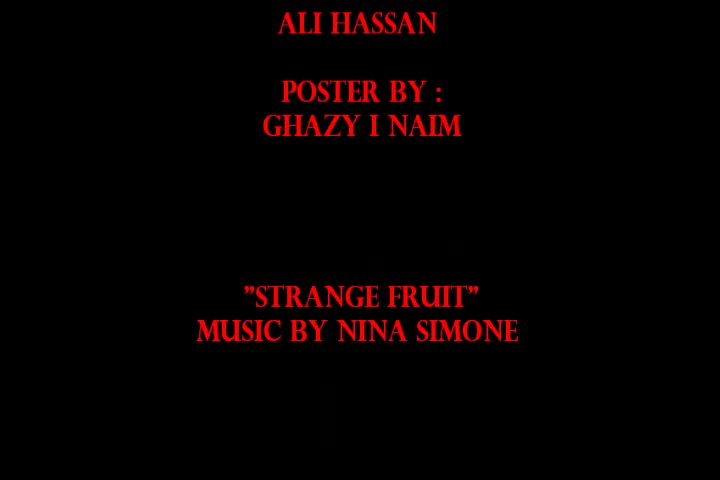 ALI HASSAN
POSTER BY :
GHAZY I NAIM
"STRANGE FRUIT"
MUSIC BY NINA SIMONE